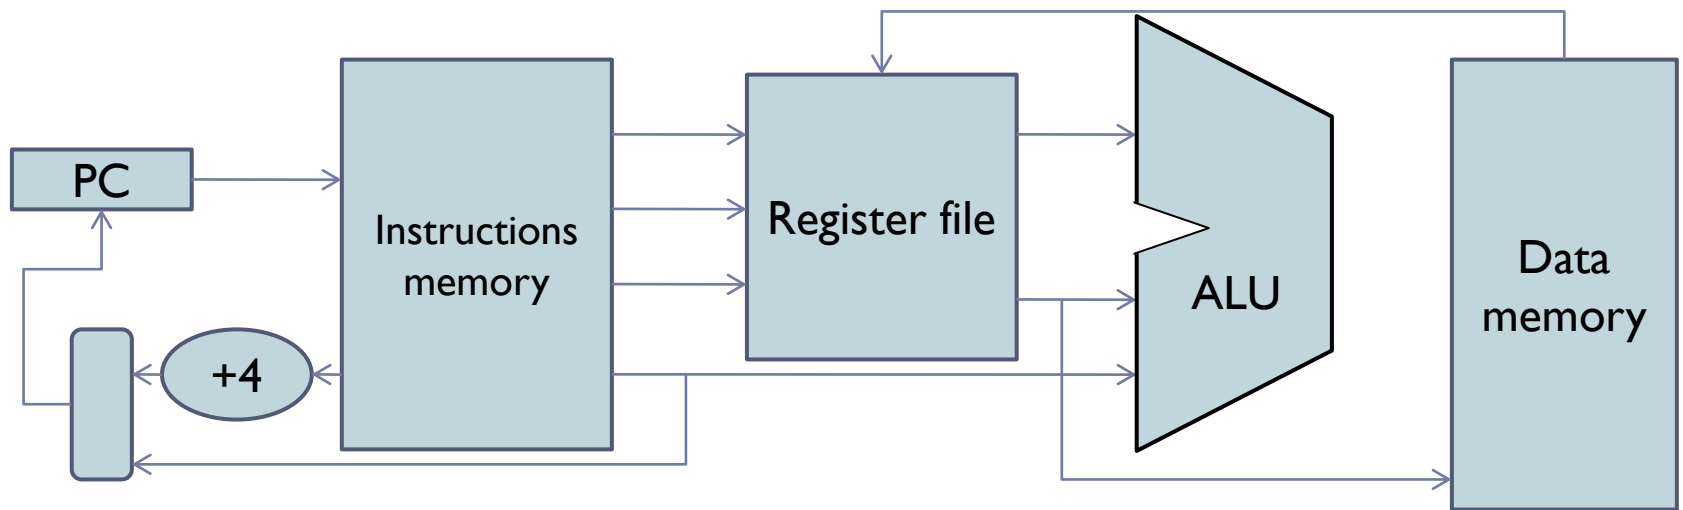 PC
Instructions
memory
Register file
ALU
Data
memory
+4